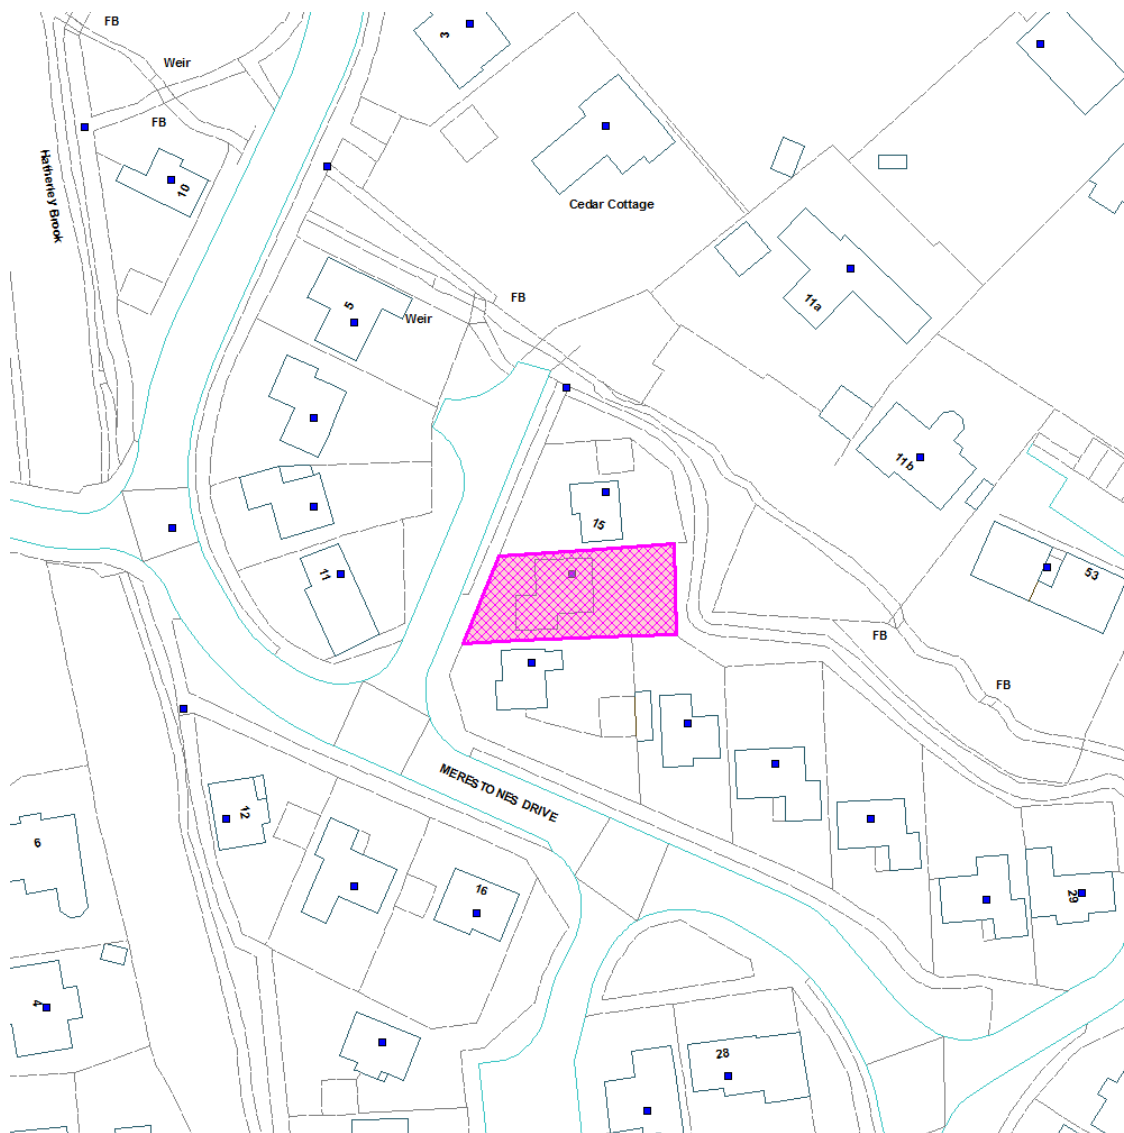 FB
3
Weir
FB
10
Hatherley Brook
Cedar Cottage
FB
5
Weir
11a
11b
15
11
53
FB
FB
MERESTONES DRIVE
12
6
16
29
4
28